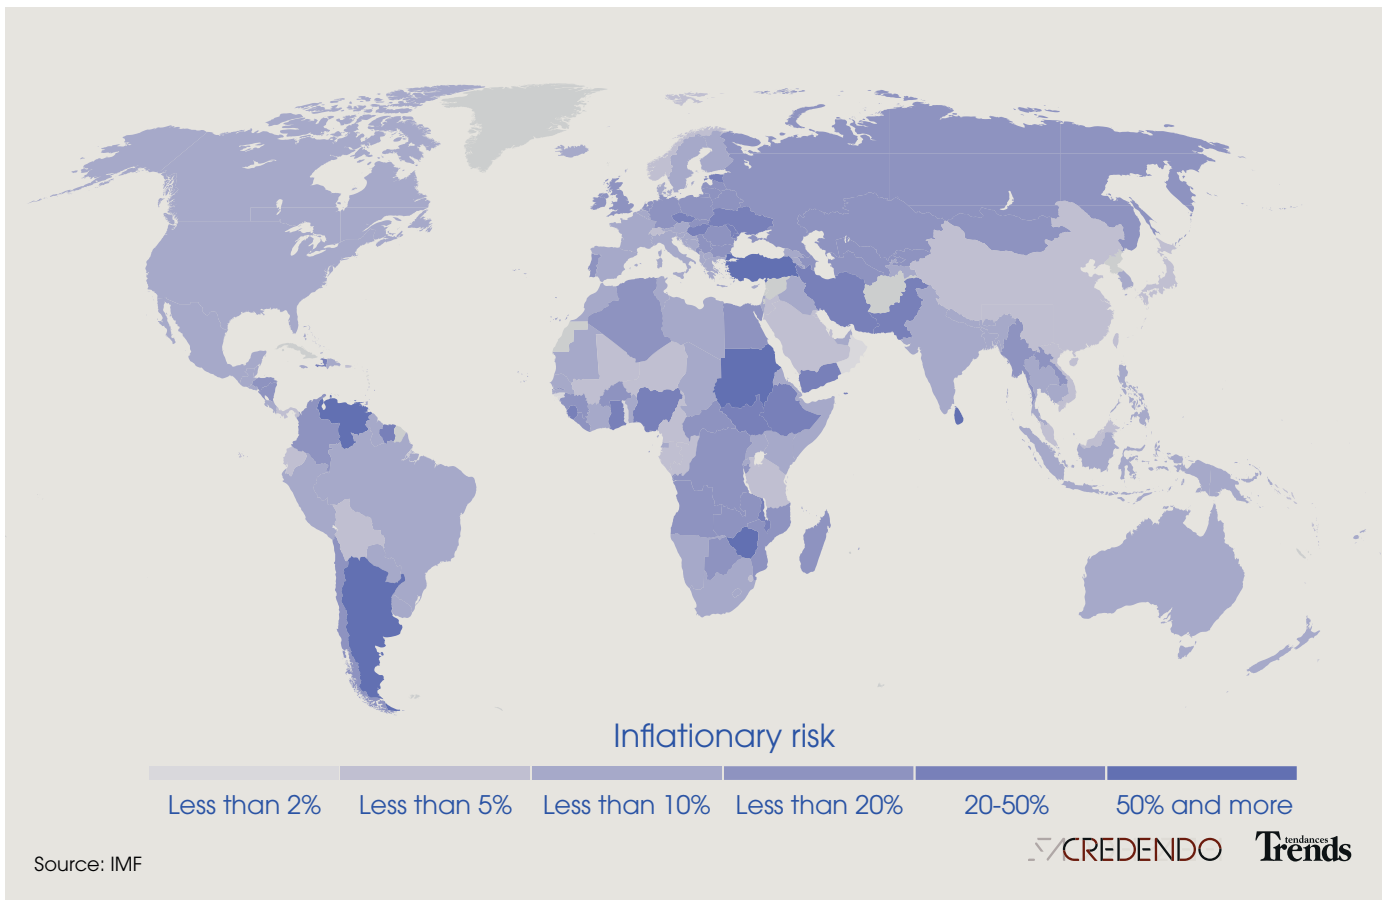 Inflationary risk
Less than 2% Less than 5% Less than 10% Less than 20% 20-50% 50% and more
CREDENDO
tendances
Trends
Source: IMF